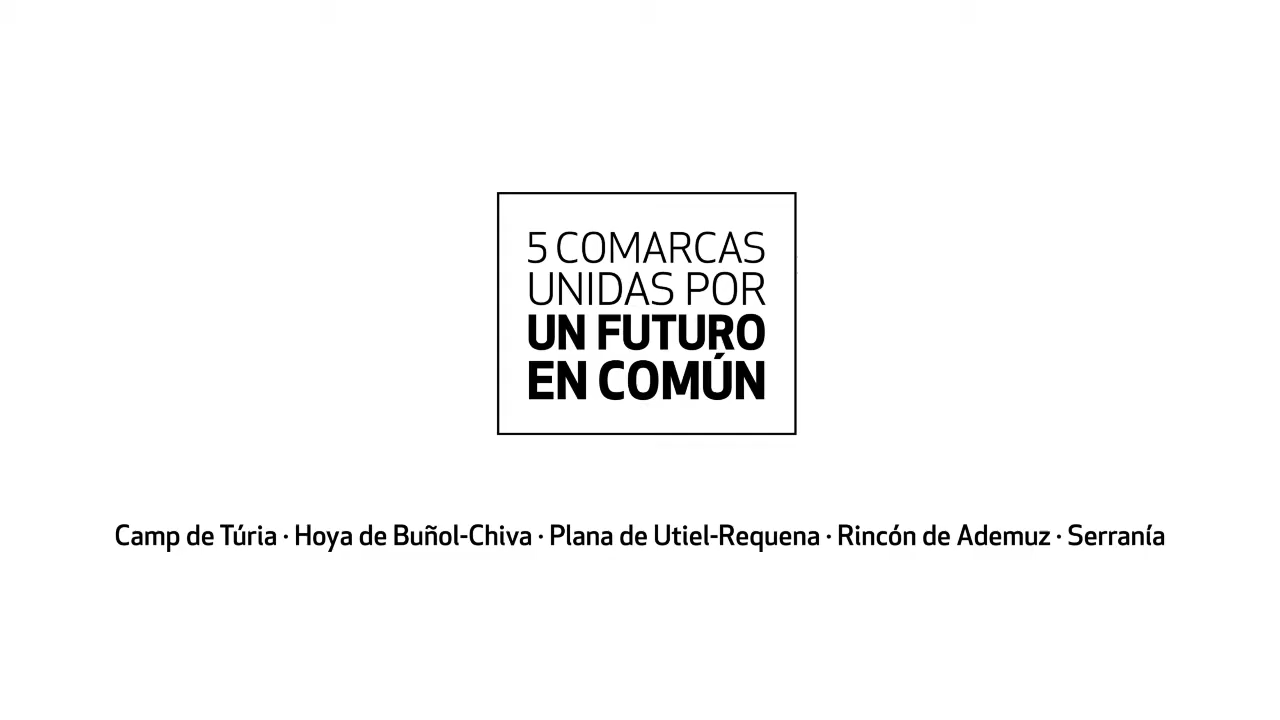 5 COMARCAS
UNIDAS POR
UN FUTURO
EN COMÚN
Camp de Túria · Hoya de Buñol-Chiva · Plana de Utiel-Requena · Rincón de Ademuz · Serranía